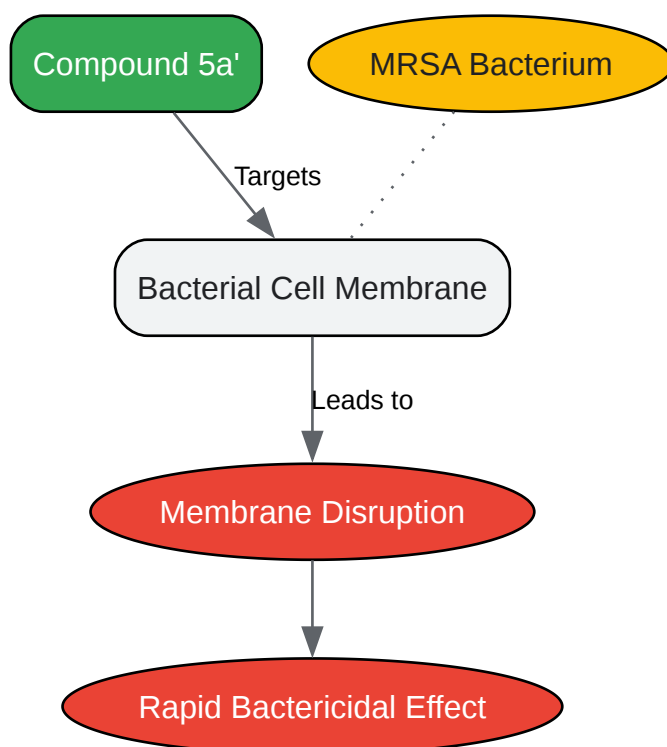 Compound 5a'
MRSA Bacterium
Targets
Bacterial Cell Membrane
Leads to
Membrane Disruption
Rapid Bactericidal Effect